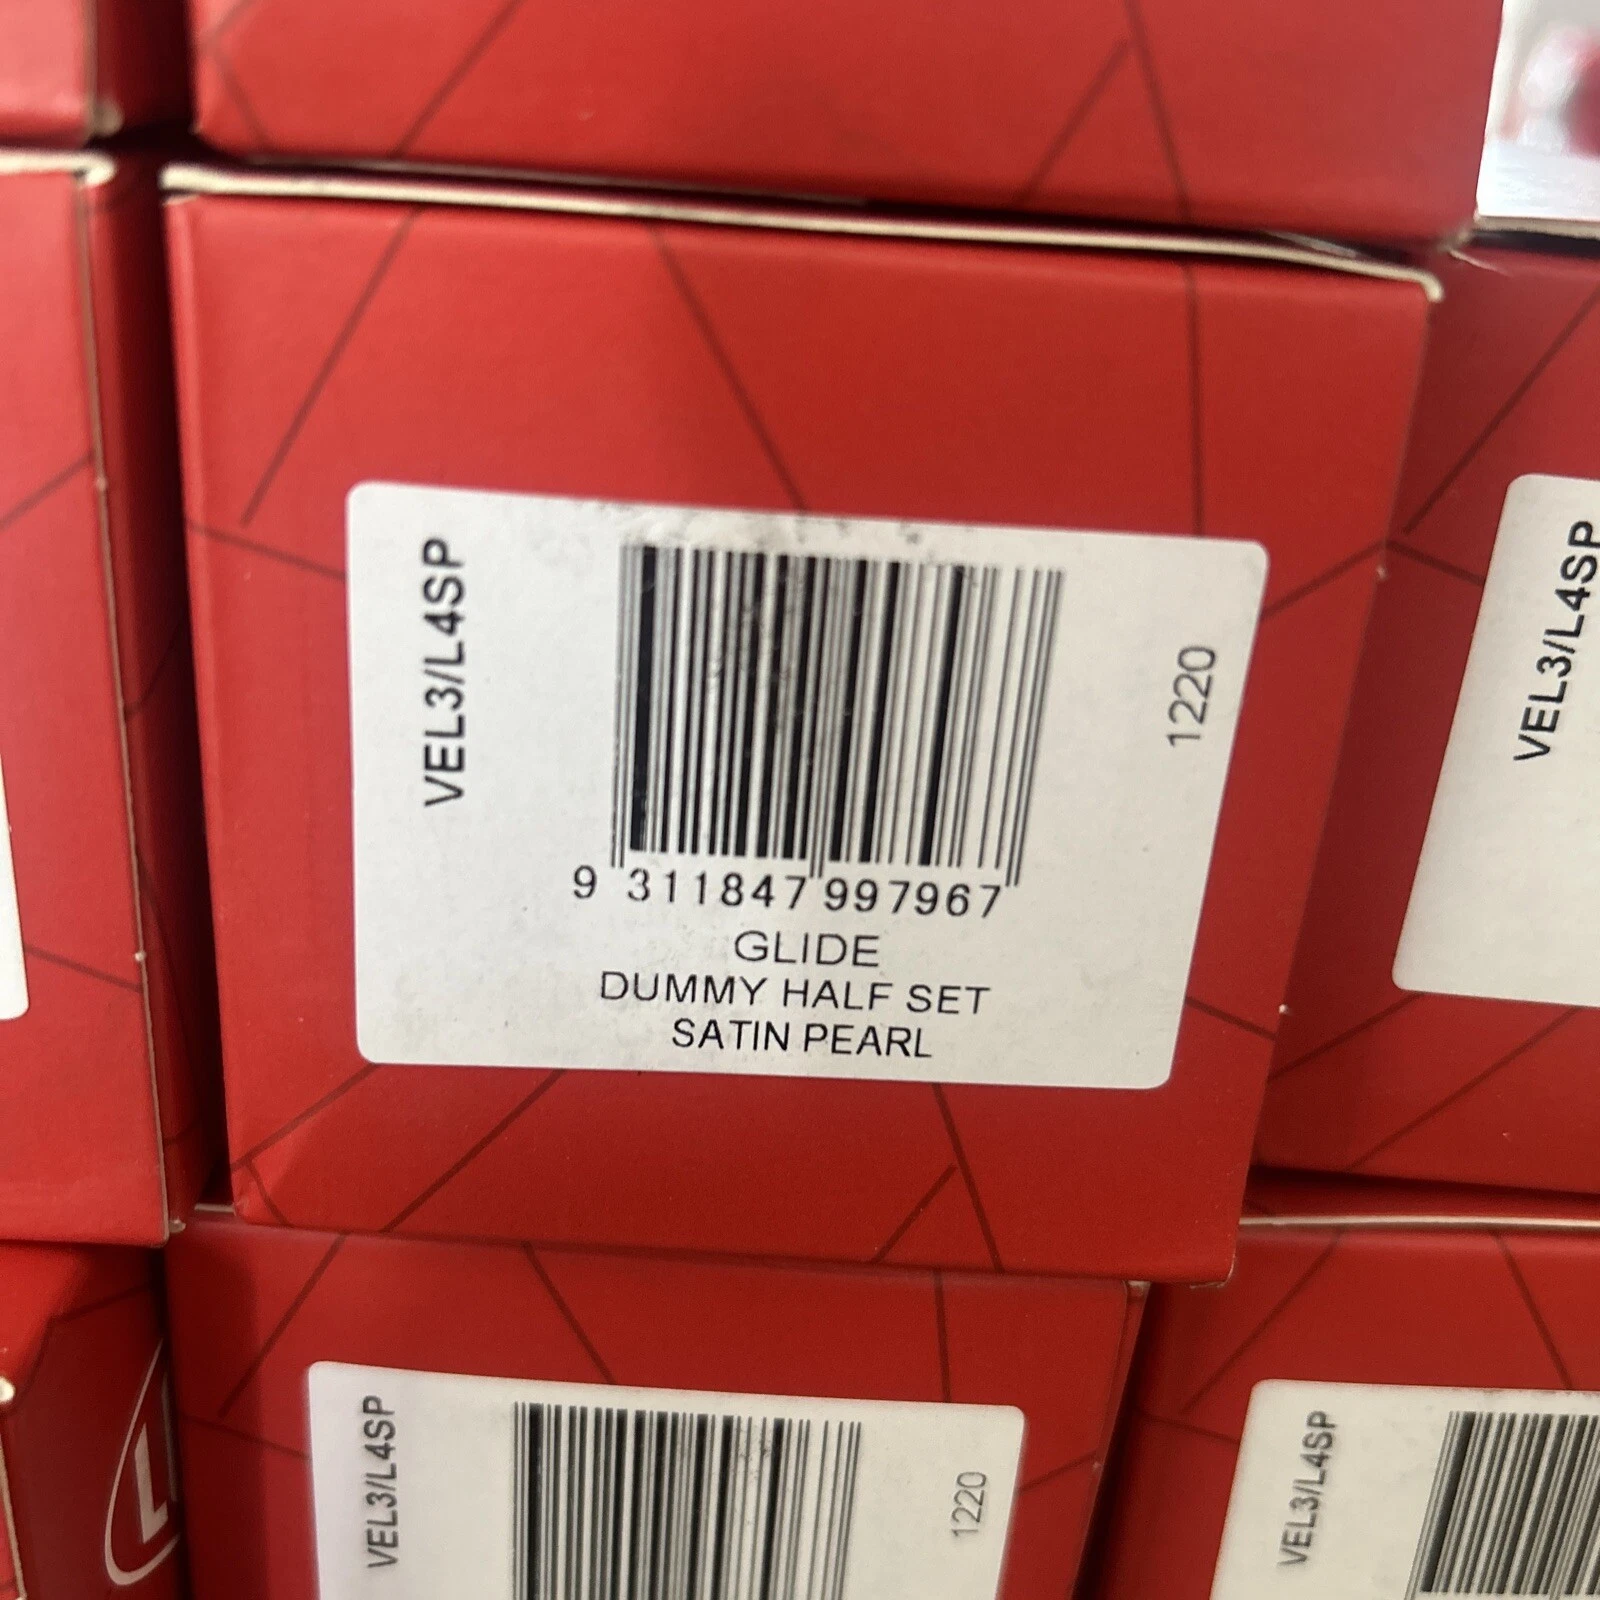 VEL3/L4SP
1220
9 311847 997967
GLIDE
DUMMY HALF SET
SATIN PEARL
VEL3/L4SP
VEL3/L4SP
1220
VEL3/L4SP
L